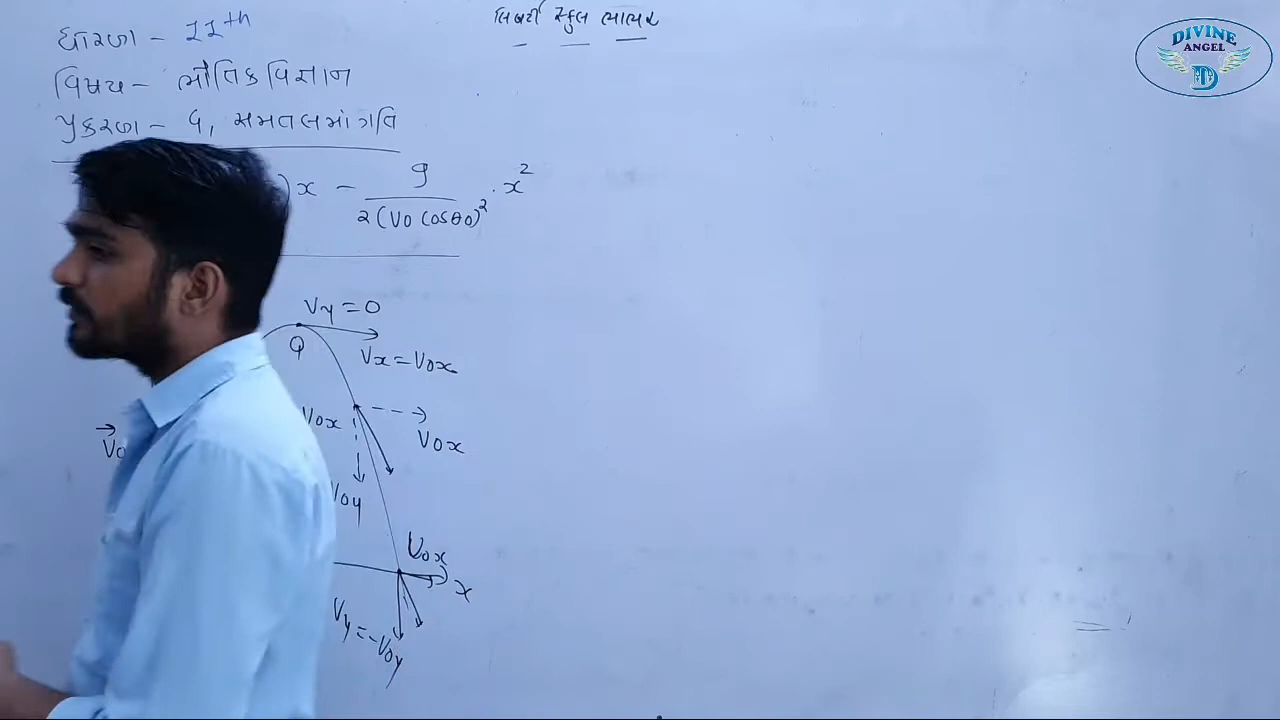 લિબર્ટી સ્કુલ ભાભર
DIVINE
ANGEL
D
ધોરણ - 11th
વિષય - ભૌતિક વિજ્ઞાન
પ્રકરણ - 4, સમતલમાં ગતિ
) x - g / 2 (V0 cosθ0)² · x²
Vy = 0
Q
Vx = V0x
V0x
V0x
V0
V0y
V0x
x
Vy = -V0y